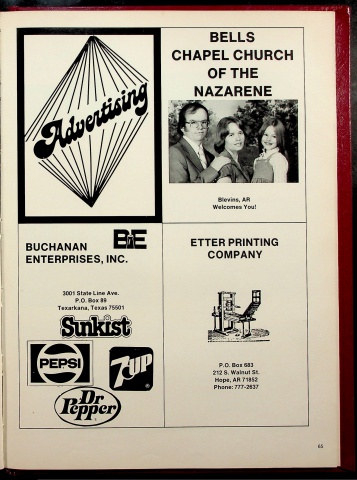 Advertising
BELLS
CHAPEL CHURCH
OF THE
NAZARENE
Blevins, AR
Welcomes You!
BUCHANAN
ENTERPRISES, INC.
BE
3001 State Line Ave.
P.O. Box 89
Texarkana, Texas 75501
Sunkist
PEPSI
7UP
Dr
Pepper
ETTER PRINTING
COMPANY
P.O. Box 683
212 S. Walnut St.
Hope, AR 71852
Phone: 777-2637